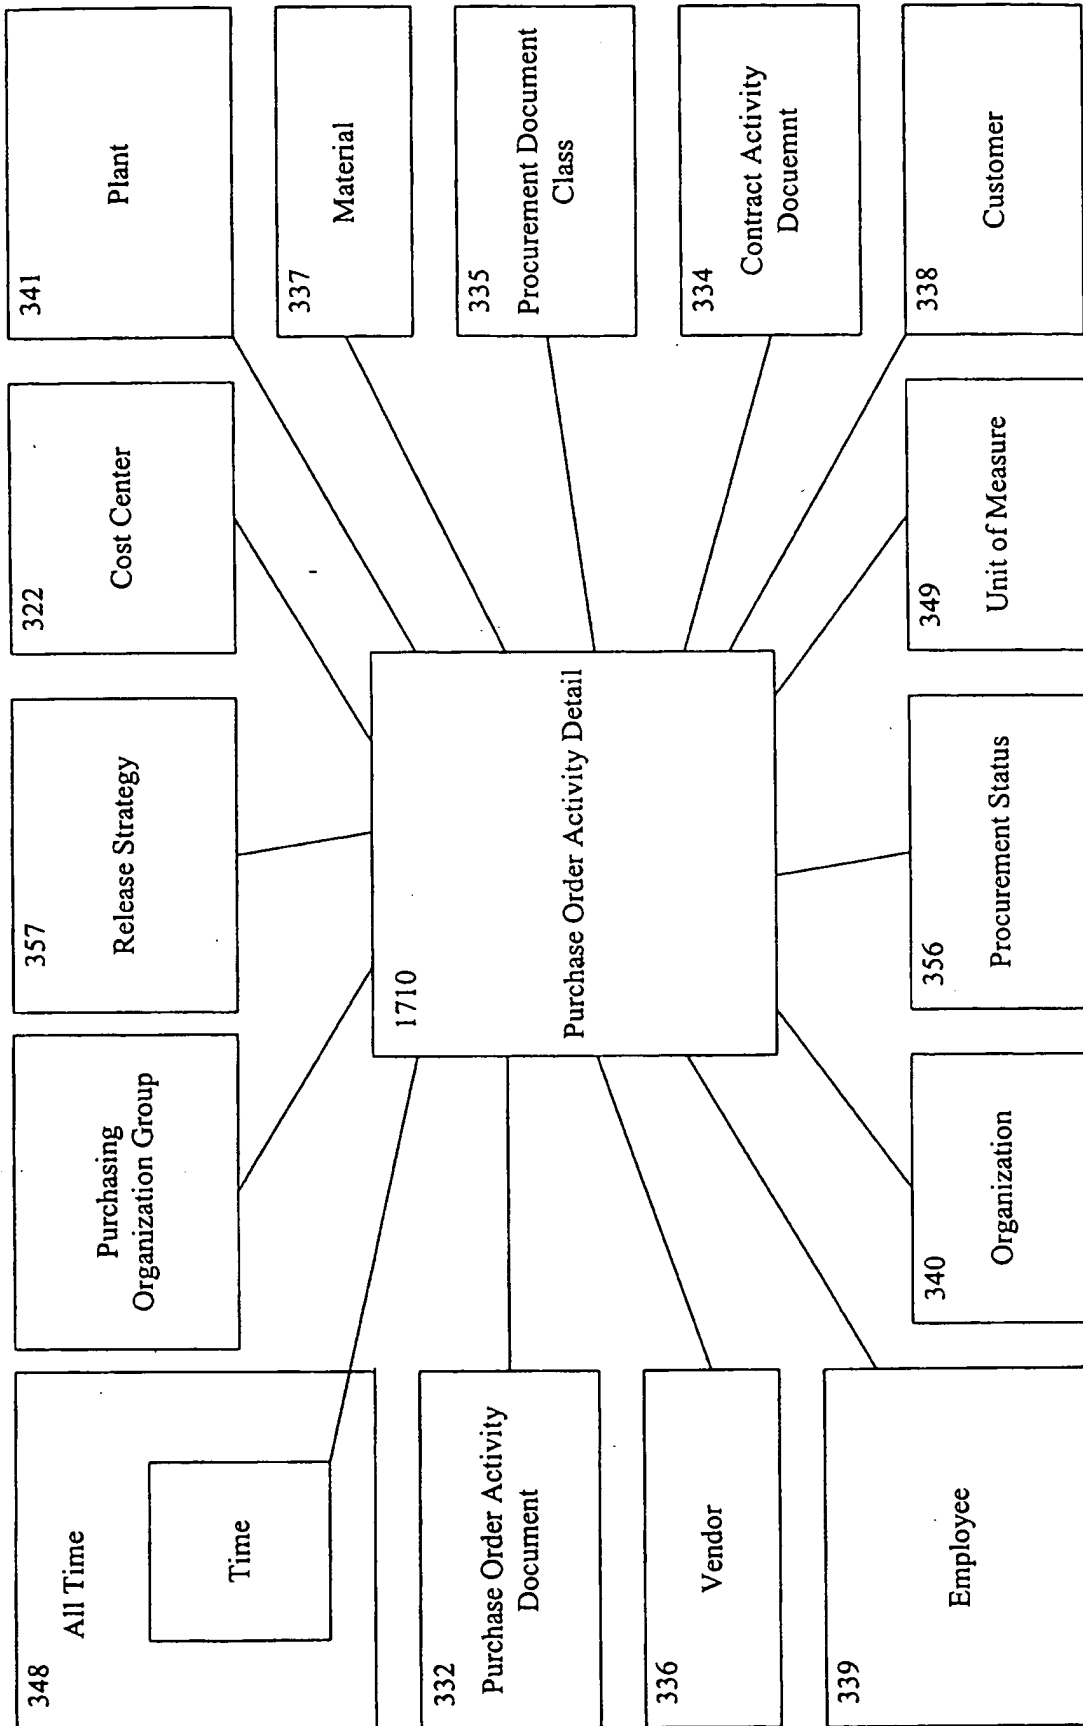 348
All Time
Time
Purchasing
Organization Group
357
Release Strategy
322
Cost Center
341
Plant
332
Purchase Order Activity
Document
1710
Purchase Order Activity Detail
337
Material
336
Vendor
335
Procurement Document
Class
339
Employee
340
Organization
356
Procurement Status
349
Unit of Measure
334
Contract Activity
Docuemnt
338
Customer